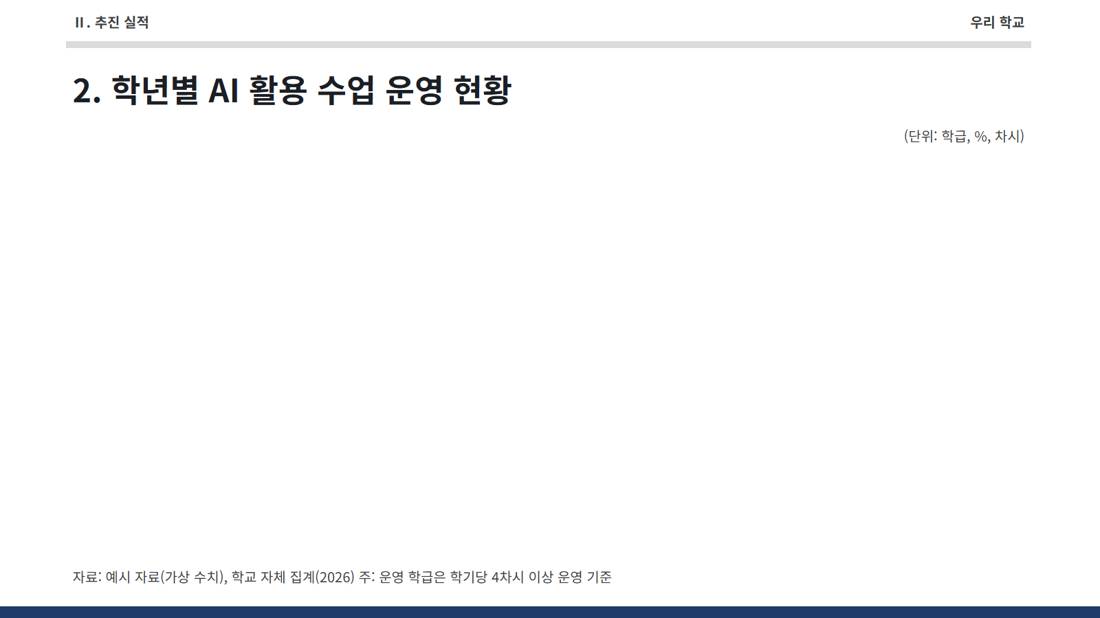 Ⅱ. 추진 실적
우리 학교
2. 학년별 AI 활용 수업 운영 현황
(단위: 학급, %, 차시)
자료: 예시 자료(가상 수치), 학교 자체 집계(2026) 주: 운영 학급은 학기당 4차시 이상 운영 기준